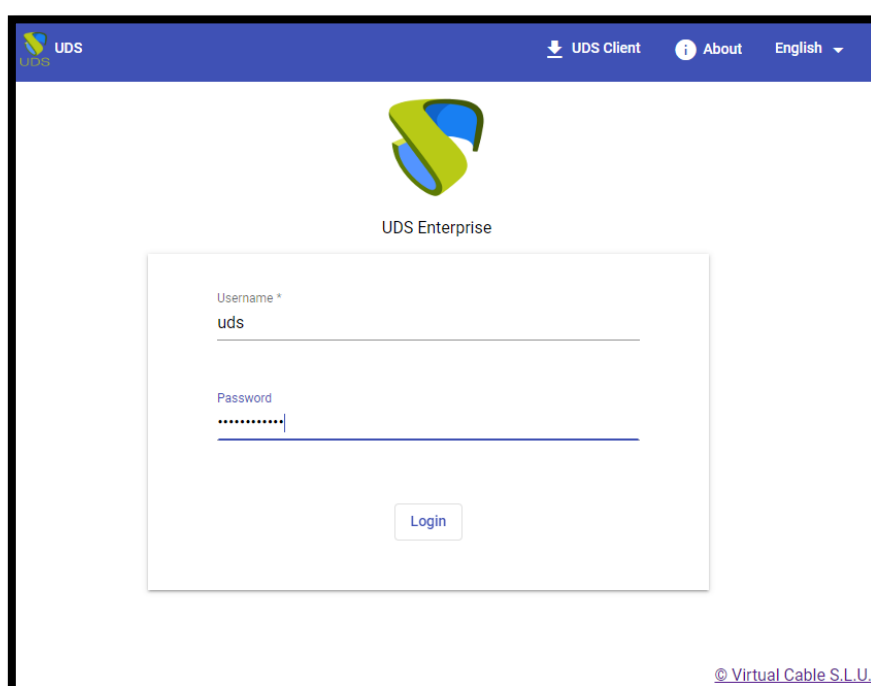 UDS
UDS
UDS Client
i
About
English
UDS Enterprise
Username *
uds
Password
••••••••••••
Login
© Virtual Cable S.L.U.